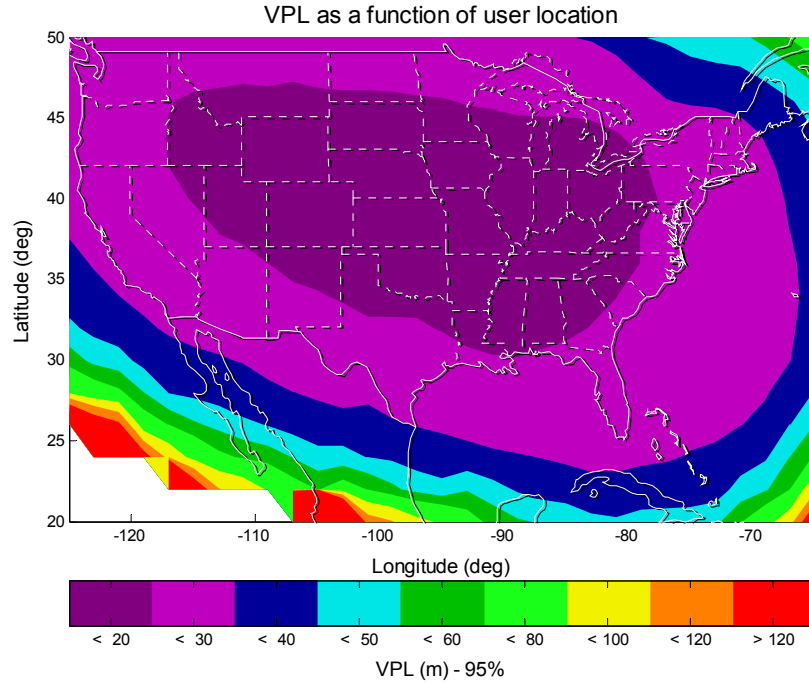 VPL as a function of user location
50
45
40
35
30
25
20
Latitude (deg)
-120 -110 -100 -90 -80 -70
Longitude (deg)
< 20 < 30 < 40 < 50 < 60 < 80 < 100 < 120 > 120
VPL (m) - 95%